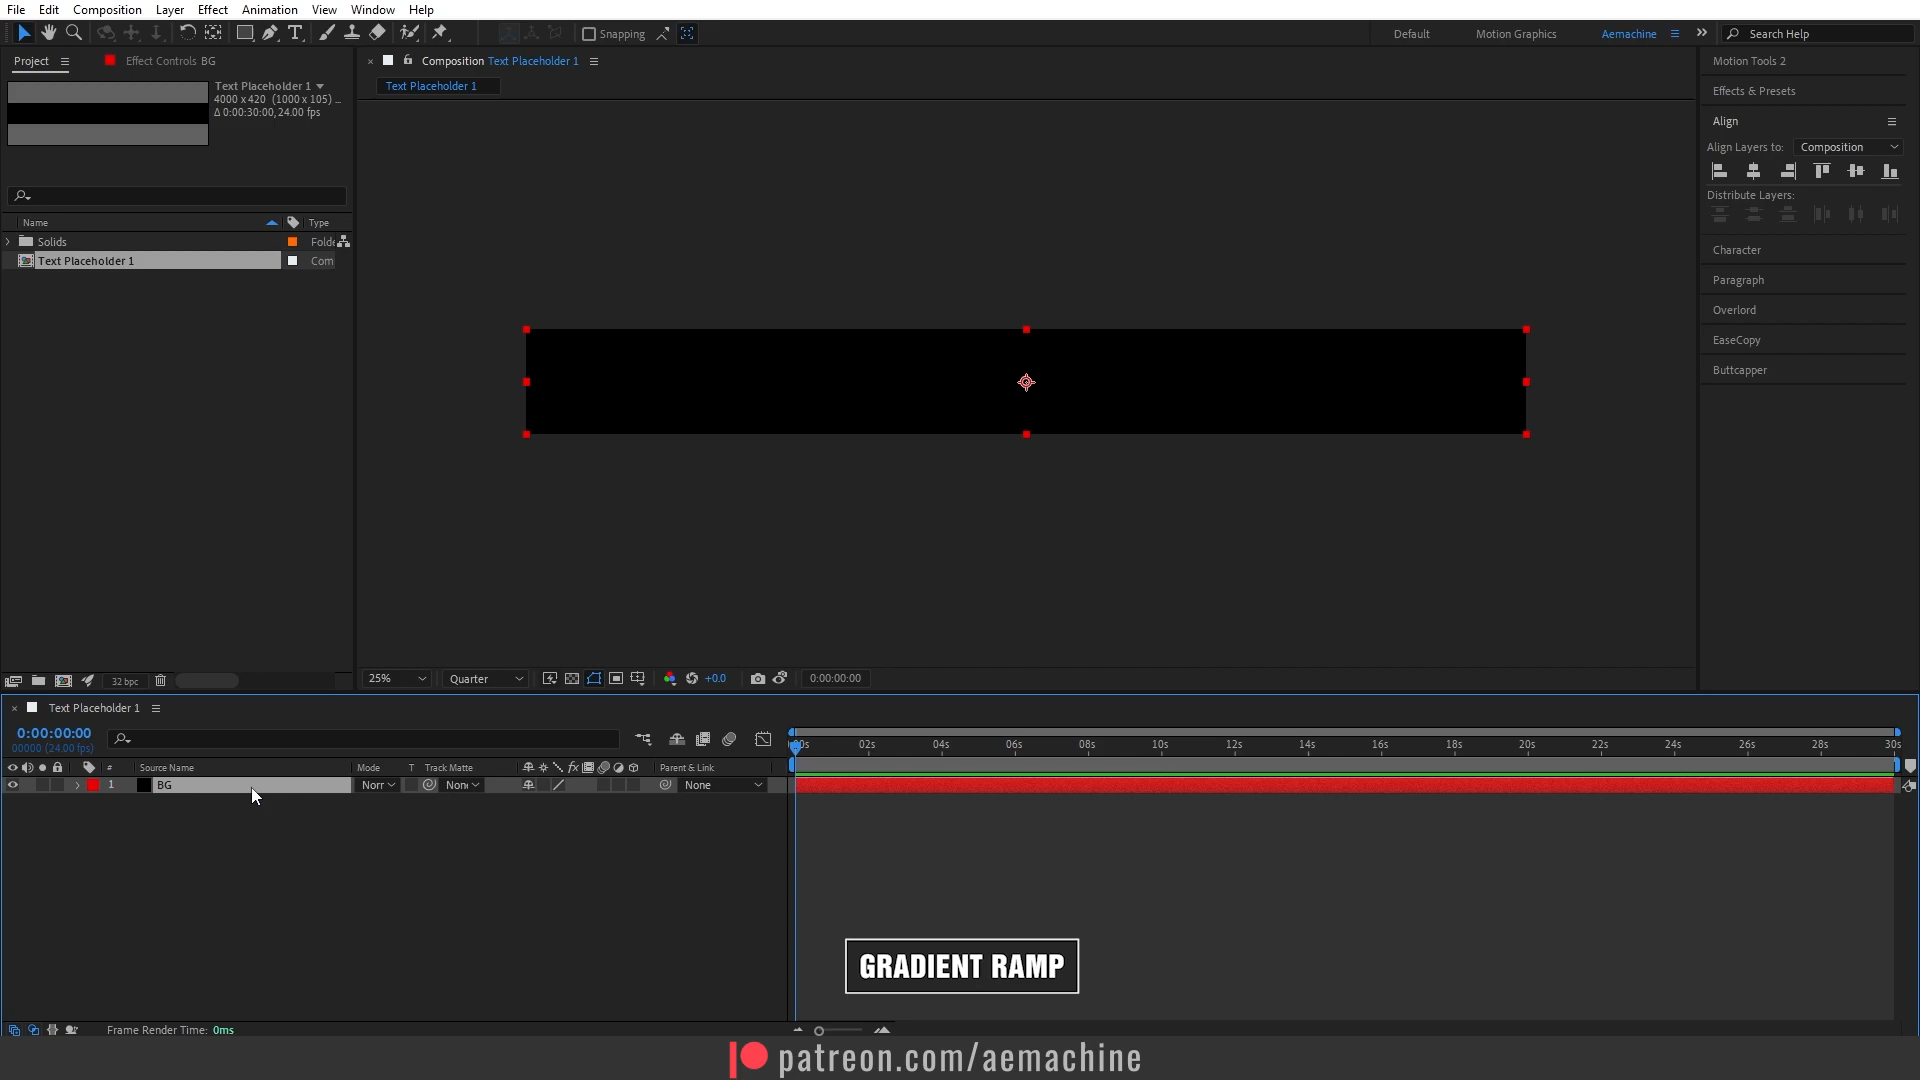 File Edit Composition Layer Effect Animation View Window Help
Snapping
Default Motion Graphics Aemachine Search Help
Project Effect Controls BG
Composition Text Placeholder 1
Text Placeholder 1
Text Placeholder 1
4000 x 420 (1000 x 105) ...
Δ 0:00:30:00, 24.00 fps
Name Type
Solids Folde
Text Placeholder 1 Com
32 bpc
25% Quarter +0.0 0:00:00:00
Motion Tools 2
Effects & Presets
Align
Align Layers to: Composition
Distribute Layers:
Character
Paragraph
Overlord
EaseCopy
Buttcapper
Text Placeholder 1
0:00:00:00
00000 (24.00 fps)
00s 02s 04s 06s 08s 10s 12s 14s 16s 18s 20s 22s 24s 26s 28s 30s
# Source Name Mode T Track Matte fx Parent & Link
1 BG Norr None None
GRADIENT RAMP
Frame Render Time: 0ms
patreon.com/aemachine